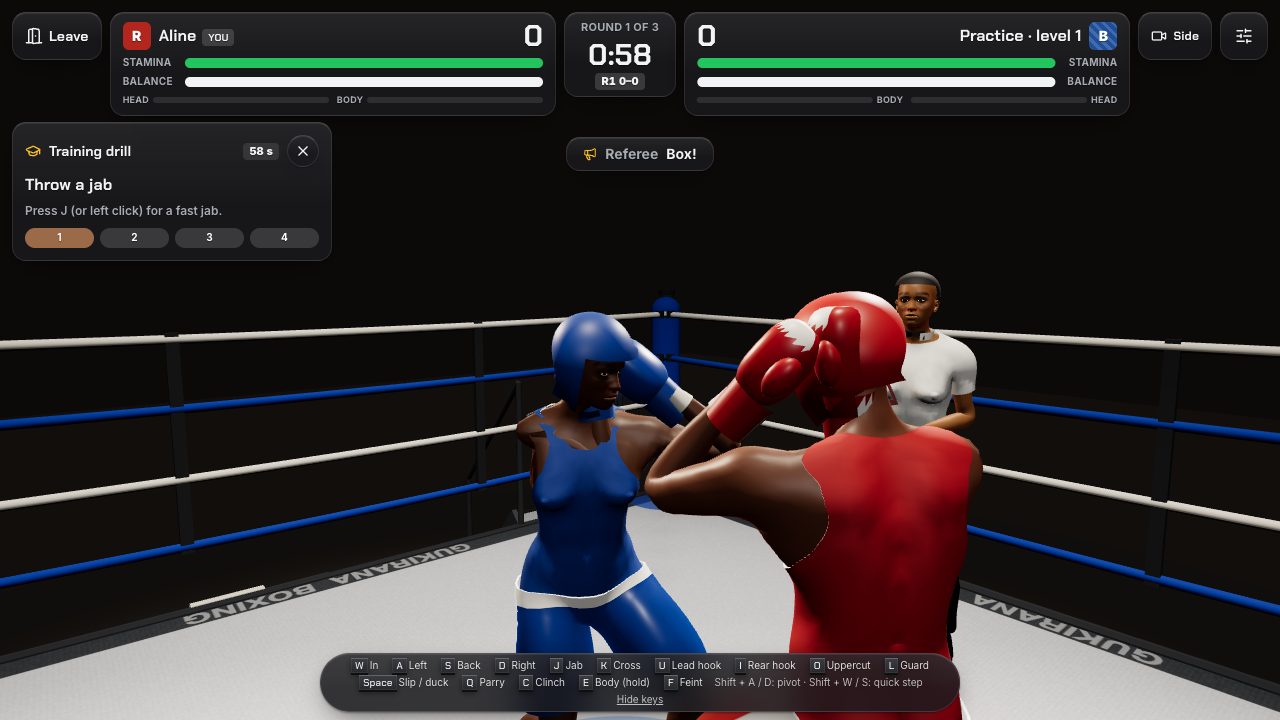 Leave
R Aline YOU 0
STAMINA
BALANCE
HEAD BODY
ROUND 1 OF 3
0:58
R1 0–0
0 Practice · level 1 B
STAMINA
BALANCE
BODY HEAD
Side
Training drill 58 s
Throw a jab
Press J (or left click) for a fast jab.
1 2 3 4
Referee Box!
GUKIRANA BOXING
GUKIRANA
W In A Left S Back D Right J Jab K Cross U Lead hook I Rear hook O Uppercut L Guard
Space Slip / duck Q Parry C Clinch E Body (hold) F Feint Shift + A / D: pivot · Shift + W / S: quick step
Hide keys